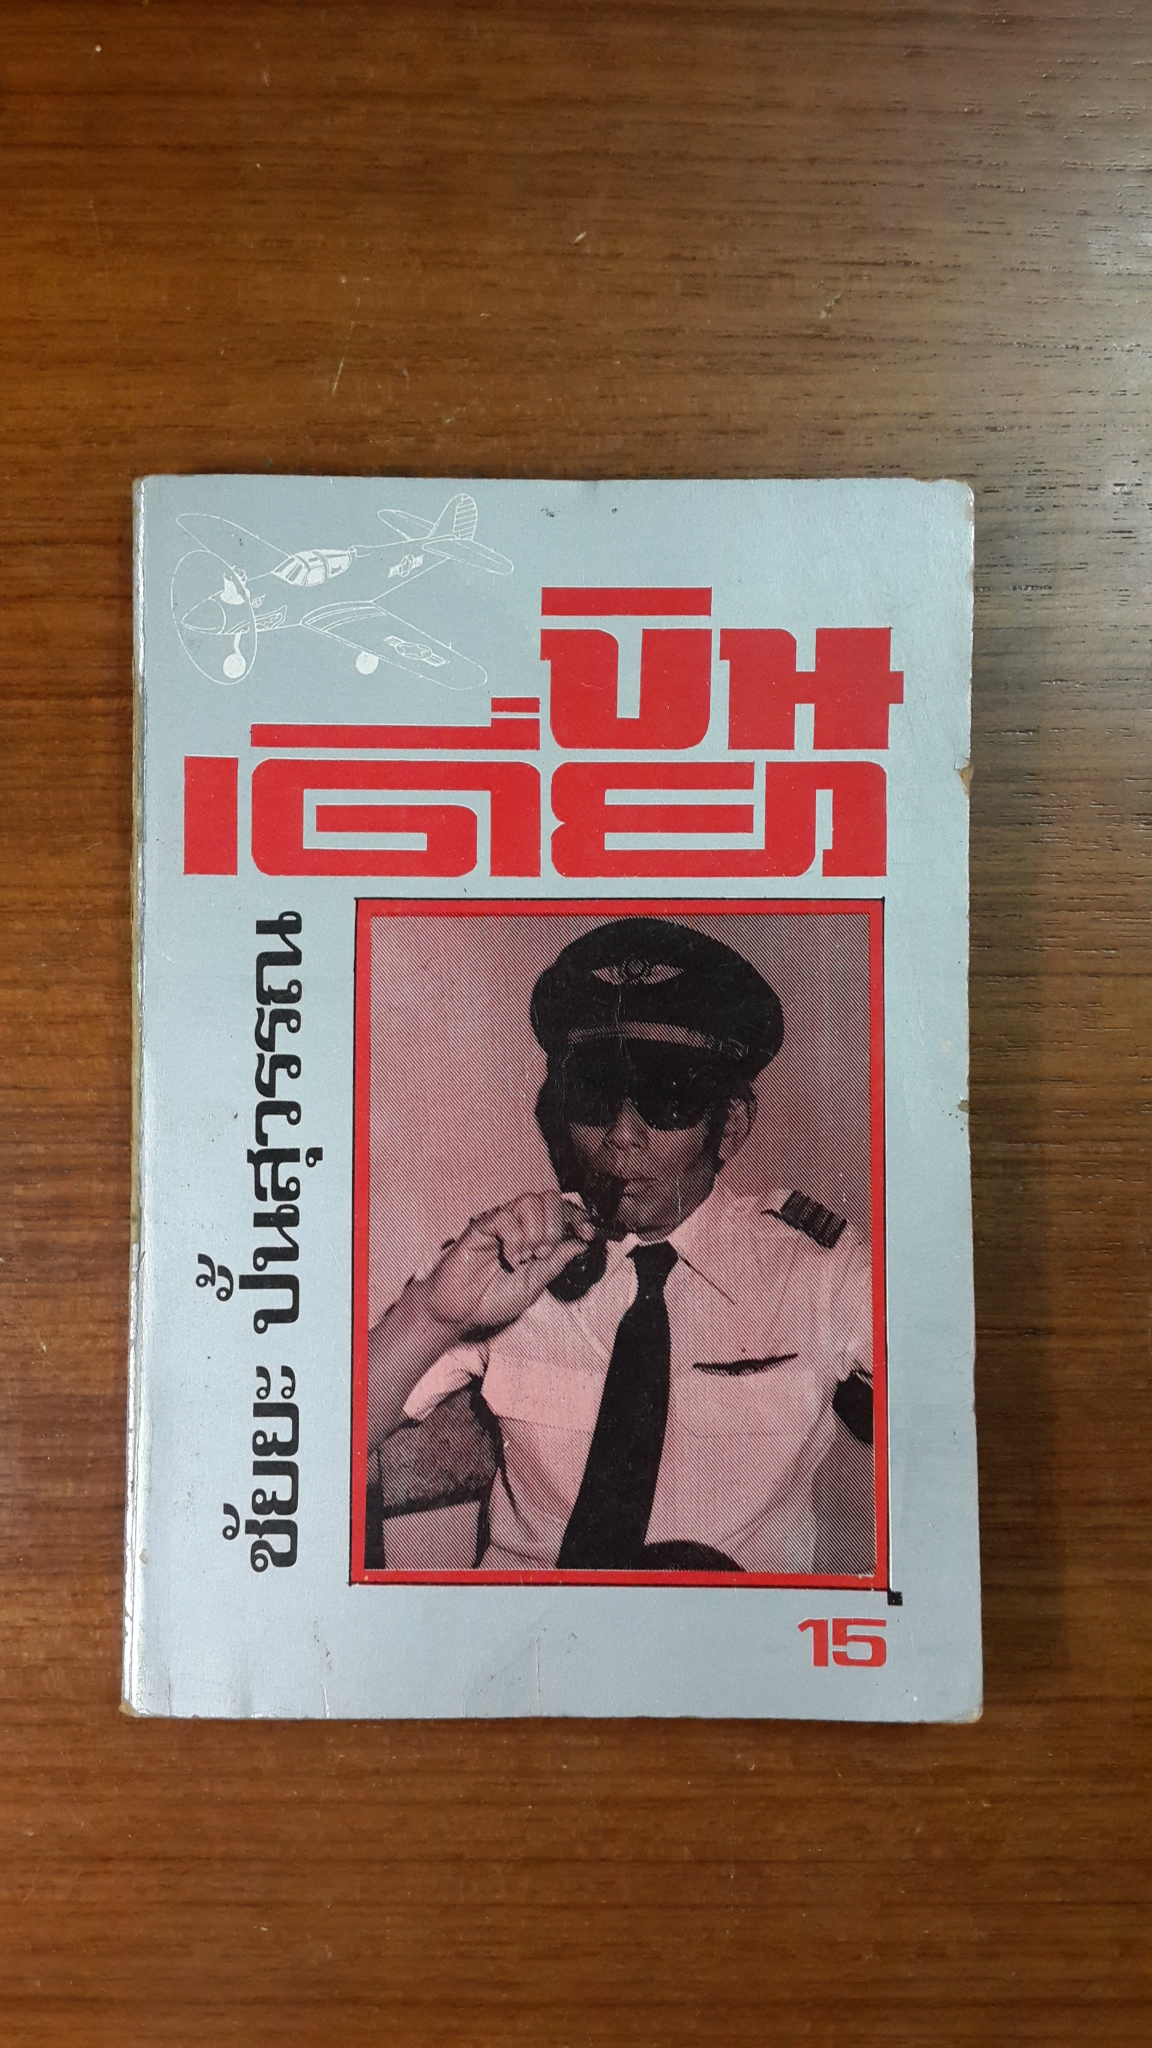 บิน
เดี่ยว
ชัยยะ ปั้นสุวรรณ
15